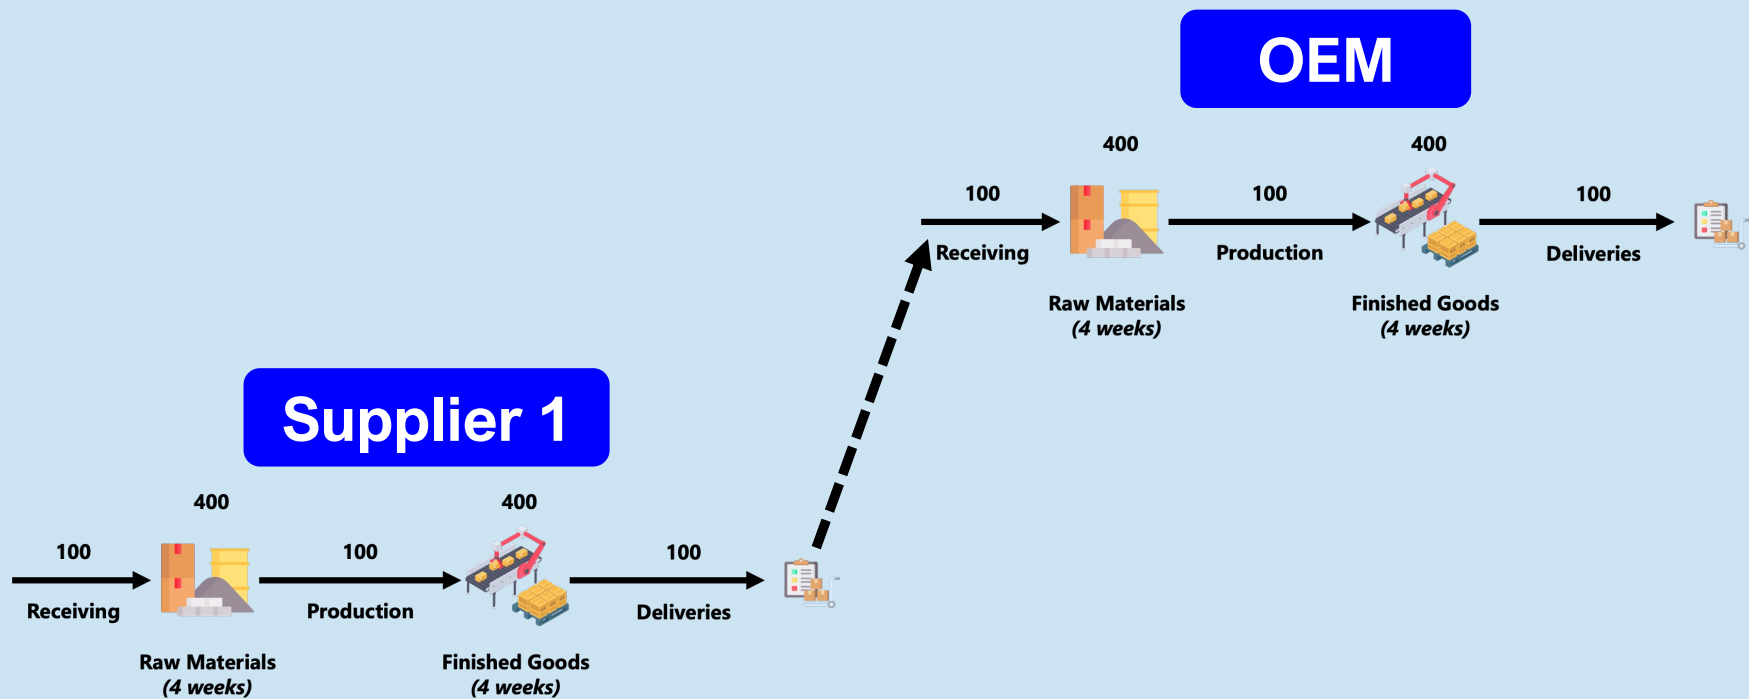 OEM
400
400
100
100
100
Receiving
Production
Deliveries
Raw Materials
(4 weeks)
Finished Goods
(4 weeks)
Supplier 1
400
400
100
100
100
Receiving
Production
Deliveries
Raw Materials
(4 weeks)
Finished Goods
(4 weeks)